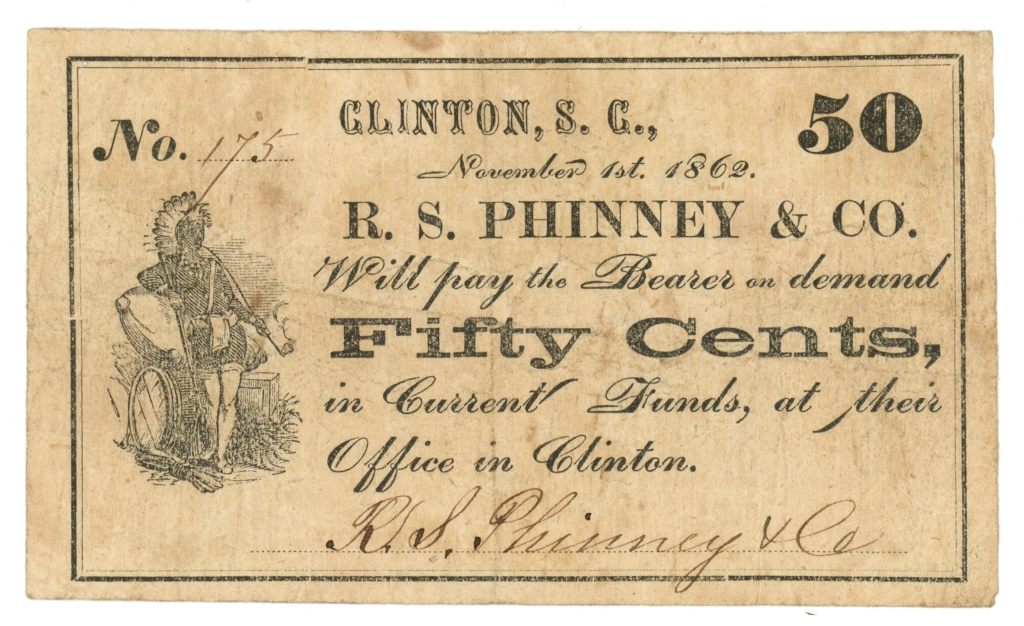 No. 175
CLINTON, S. C.,
50
November 1st. 1862.
R. S. PHINNEY & CO.
Will pay the Bearer on demand
Fifty Cents,
in Current Funds, at their
Office in Clinton.
R. S. Phinney & Co